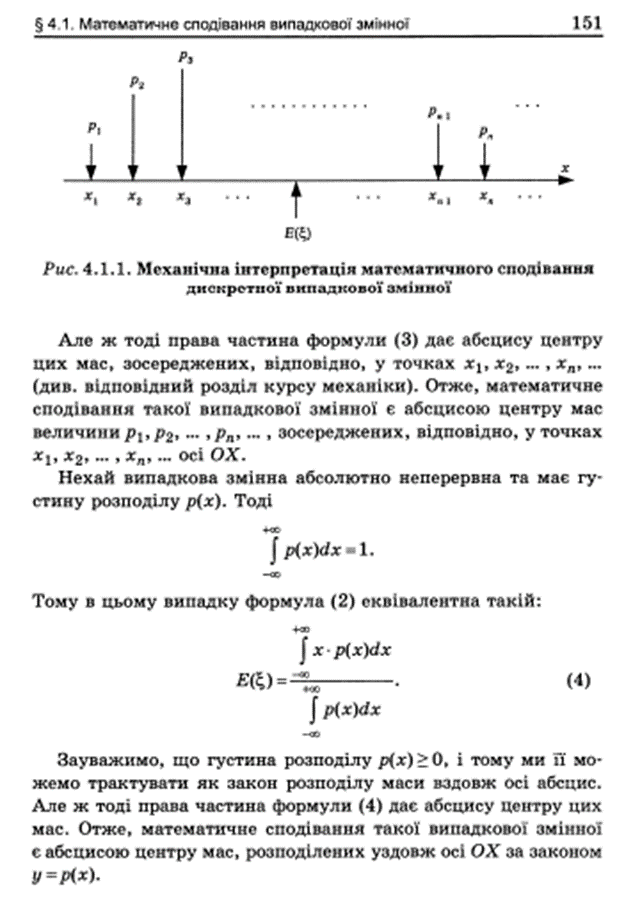 § 4.1. Математичне сподівання випадкової змінної 151
p₁ p₂ p₃ ............ pₙ₋₁ pₙ ...
x
x₁ x₂ x₃ ... ... xₙ₋₁ xₙ ...
E(ξ)
Рис. 4.1.1. Механічна інтерпретація математичного сподівання
дискретної випадкової змінної
Але ж тоді права частина формули (3) дає абсцису центру
цих мас, зосереджених, відповідно, у точках x₁, x₂, ... , xₙ, ...
(див. відповідний розділ курсу механіки). Отже, математичне
сподівання такої випадкової змінної є абсцисою центру мас
величини p₁, p₂, ... , pₙ, ... , зосереджених, відповідно, у точках
x₁, x₂, ... , xₙ, ... осі OX.
Нехай випадкова змінна абсолютно неперервна та має гу-
стину розподілу p(x). Тоді
+∞
∫ p(x)dx = 1.
−∞
Тому в цьому випадку формула (2) еквівалентна такій:
+∞
∫ x · p(x)dx
−∞
E(ξ) = ———. (4)
+∞
∫ p(x)dx
−∞
Зауважимо, що густина розподілу p(x) ≥ 0, і тому ми її мо-
жемо трактувати як закон розподілу маси вздовж осі абсцис.
Але ж тоді права частина формули (4) дає абсцису центру цих
мас. Отже, математичне сподівання такої випадкової змінної
є абсцисою центру мас, розподілених уздовж осі OX за законом
y = p(x).